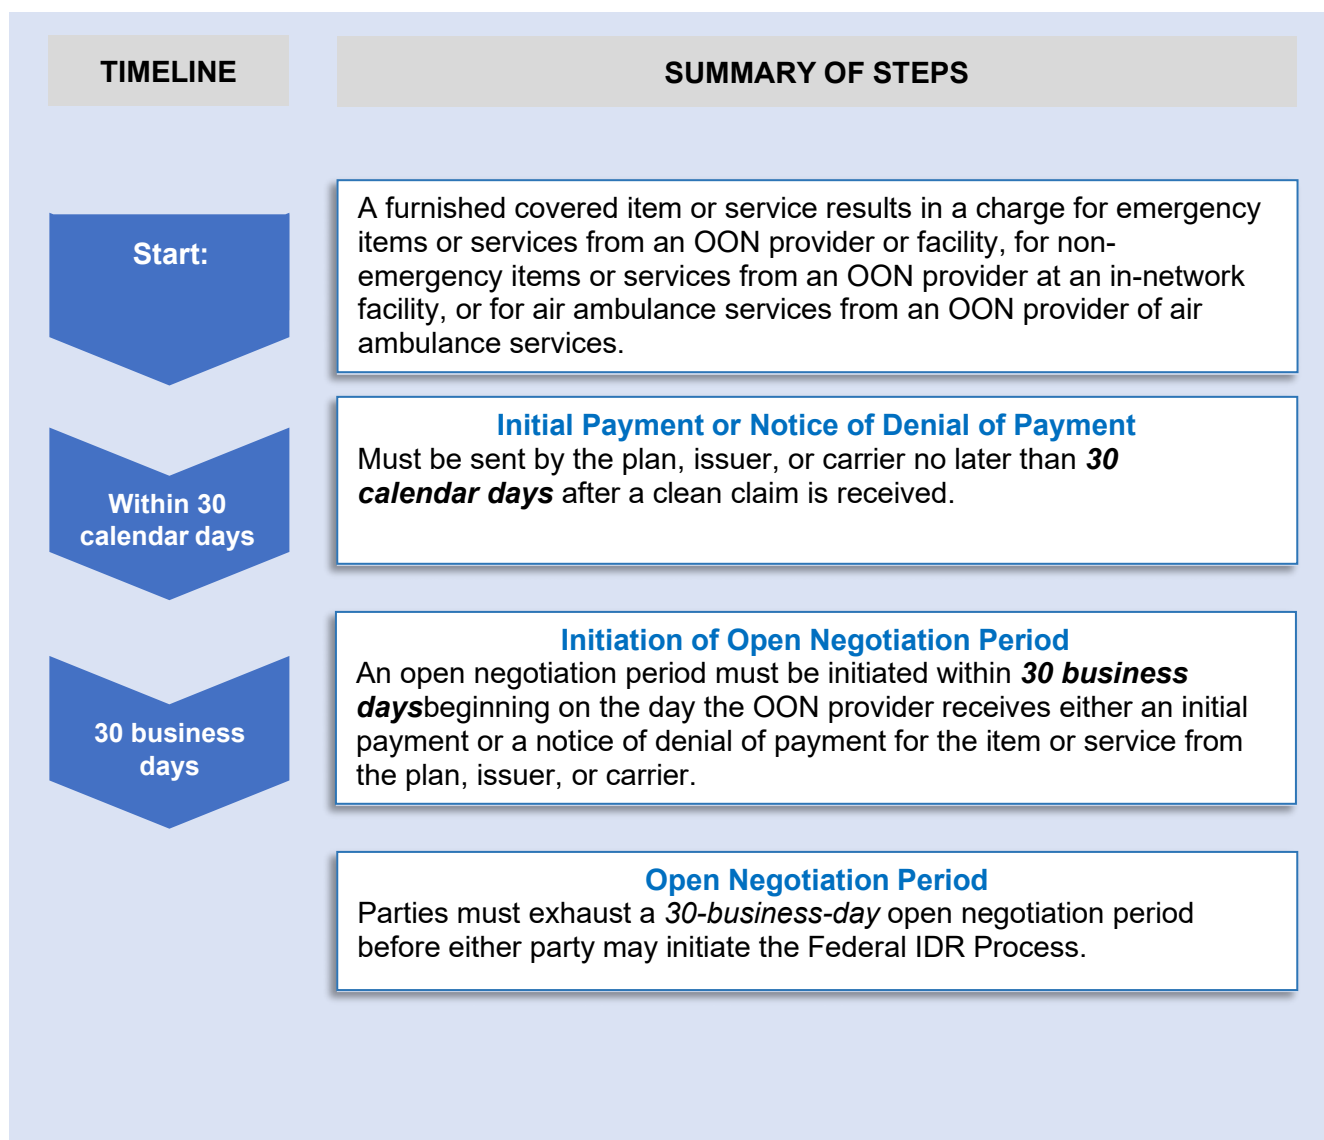 TIMELINE
SUMMARY OF STEPS
Start:
A furnished covered item or service results in a charge for emergency
items or services from an OON provider or facility, for non-
emergency items or services from an OON provider at an in-network
facility, or for air ambulance services from an OON provider of air
ambulance services.
Within 30
calendar days
Initial Payment or Notice of Denial of Payment
Must be sent by the plan, issuer, or carrier no later than 30
calendar days after a clean claim is received.
30 business
days
Initiation of Open Negotiation Period
An open negotiation period must be initiated within 30 business
daysbeginning on the day the OON provider receives either an initial
payment or a notice of denial of payment for the item or service from
the plan, issuer, or carrier.
Open Negotiation Period
Parties must exhaust a 30-business-day open negotiation period
before either party may initiate the Federal IDR Process.